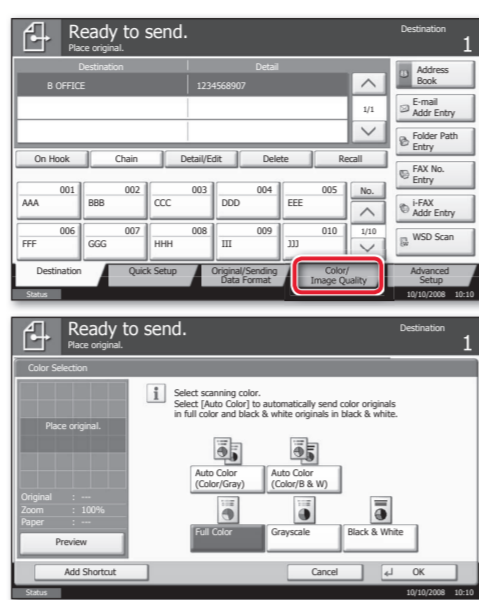 Ready to send.
Place original.
Destination
1
Destination Detail
B OFFICE 1234568907
1/1
On Hook Chain Detail/Edit Delete Recall
001 002 003 004 005 No.
AAA BBB CCC DDD EEE
006 007 008 009 010 1/10
FFF GGG HHH III JJJ
Address
Book
E-mail
Addr Entry
Folder Path
Entry
FAX No.
Entry
i-FAX
Addr Entry
WSD Scan
Destination Quick Setup Original/Sending
Data Format Color/
Image Quality Advanced
Setup
Status 10/10/2008 10:10
Ready to send.
Place original.
Destination
1
Color Selection
Place original.
Original : ---
Zoom : 100%
Paper : ---
Preview
i
Select scanning color.
Select [Auto Color] to automatically send color originals
in full color and black & white originals in black & white.
Auto Color
(Color/Gray)
Auto Color
(Color/B & W)
Full Color Grayscale Black & White
Add Shortcut Cancel OK
Status 10/10/2008 10:10